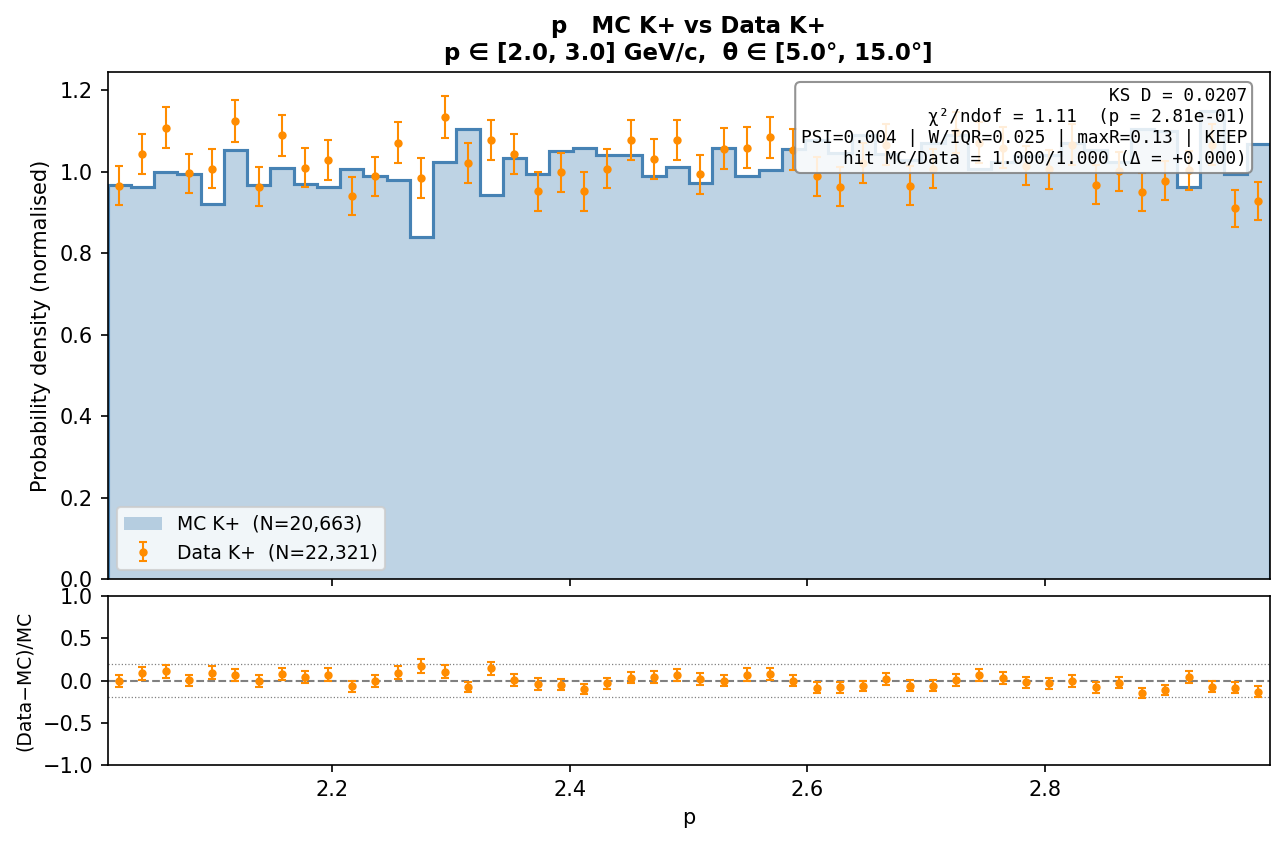 p   MC K+ vs Data K+
p ∈ [2.0, 3.0] GeV/c,  θ ∈ [5.0°, 15.0°]
KS D = 0.0207
χ²/ndof = 1.11  (p = 2.81e-01)
PSI=0.004 | W/IQR=0.025 | maxR=0.13 | KEEP
hit MC/Data = 1.000/1.000 (Δ = +0.000)
Probability density (normalised)
1.2
1.0
0.8
0.6
0.4
0.2
0.0
MC K+  (N=20,663)
Data K+  (N=22,321)
(Data−MC)/MC
1.0
0.5
0.0
−0.5
−1.0
2.2
2.4
2.6
2.8
p